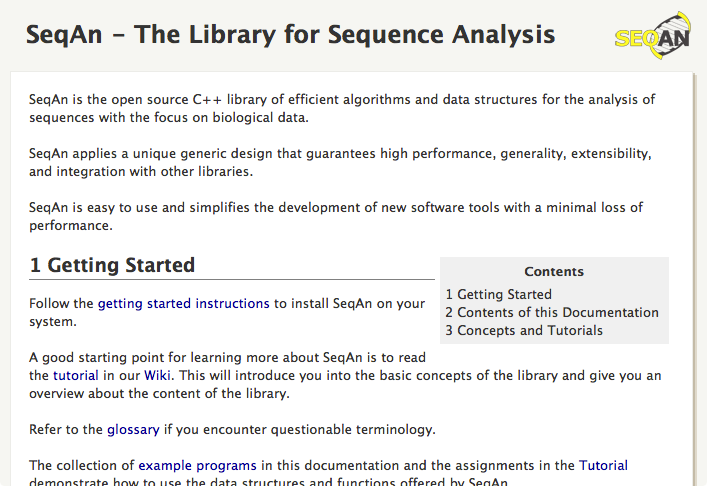 SeqAn – The Library for Sequence Analysis
SEQAN
SeqAn is the open source C++ library of efficient algorithms and data structures for the analysis of
sequences with the focus on biological data.
SeqAn applies a unique generic design that guarantees high performance, generality, extensibility,
and integration with other libraries.
SeqAn is easy to use and simplifies the development of new software tools with a minimal loss of
performance.
1 Getting Started
Contents
1 Getting Started
2 Contents of this Documentation
3 Concepts and Tutorials
Follow the getting started instructions to install SeqAn on your
system.
A good starting point for learning more about SeqAn is to read
the tutorial in our Wiki. This will introduce you into the basic concepts of the library and give you an
overview about the content of the library.
Refer to the glossary if you encounter questionable terminology.
The collection of example programs in this documentation and the assignments in the Tutorial
demonstrate how to use the data structures and functions offered by SeqAn.